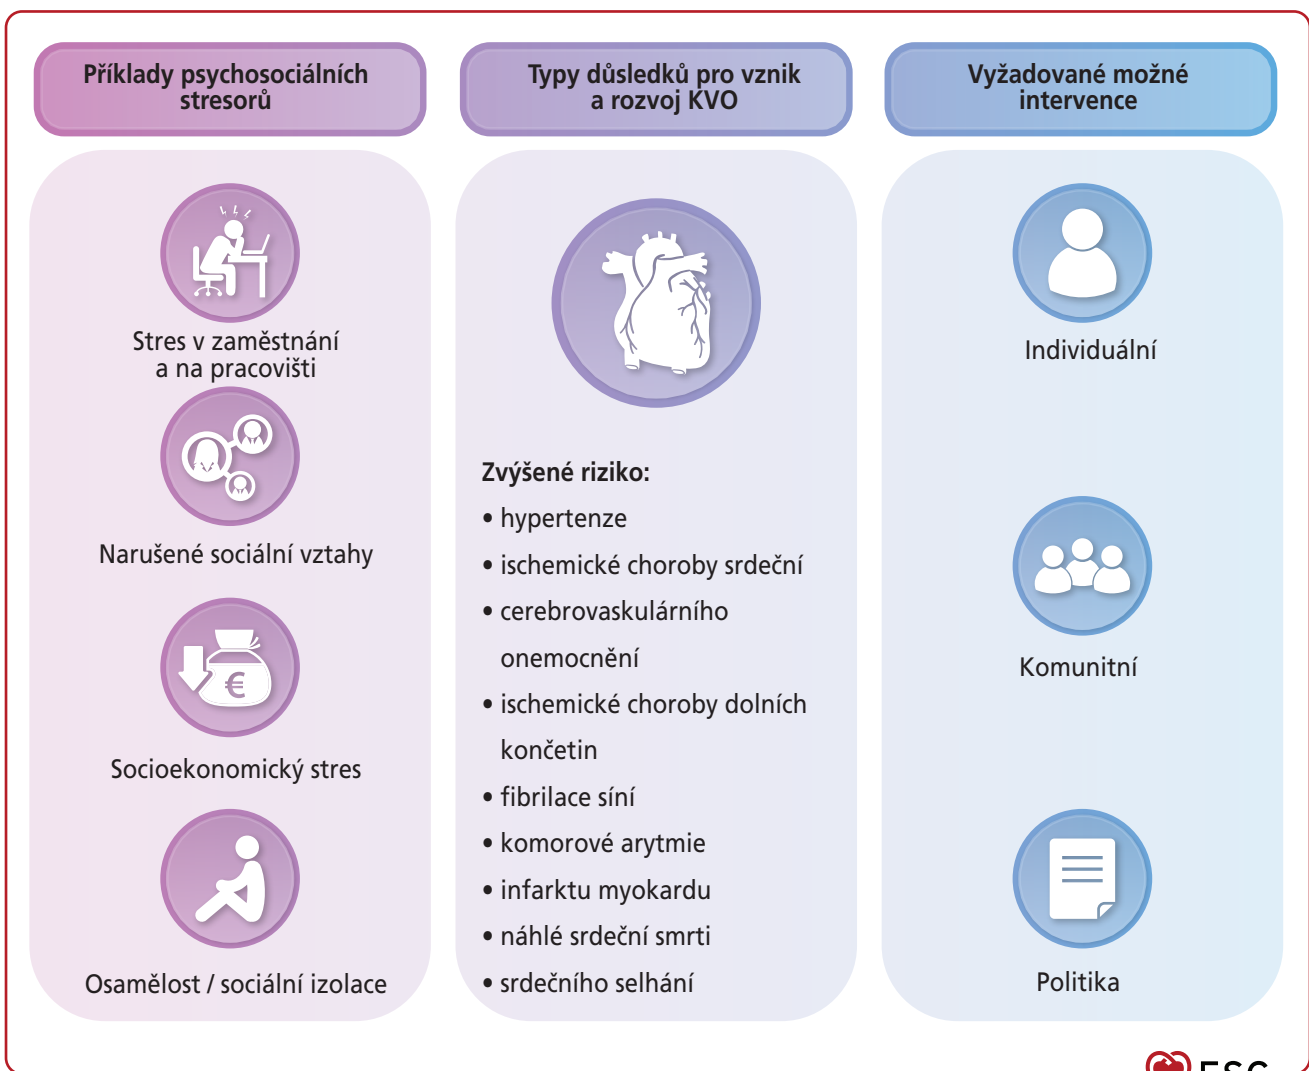 Příklady psychosociálních
stresorů
Stres v zaměstnání
a na pracovišti
Narušené sociální vztahy
€
Socioekonomický stres
Osamělost / sociální izolace
Typy důsledků pro vznik
a rozvoj KVO
Zvýšené riziko:
• hypertenze
• ischemické choroby srdeční
• cerebrovaskulárního
onemocnění
• ischemické choroby dolních
končetin
• fibrilace síní
• komorové arytmie
• infarktu myokardu
• náhlé srdeční smrti
• srdečního selhání
Vyžadované možné
intervence
Individuální
Komunitní
Politika
ESC